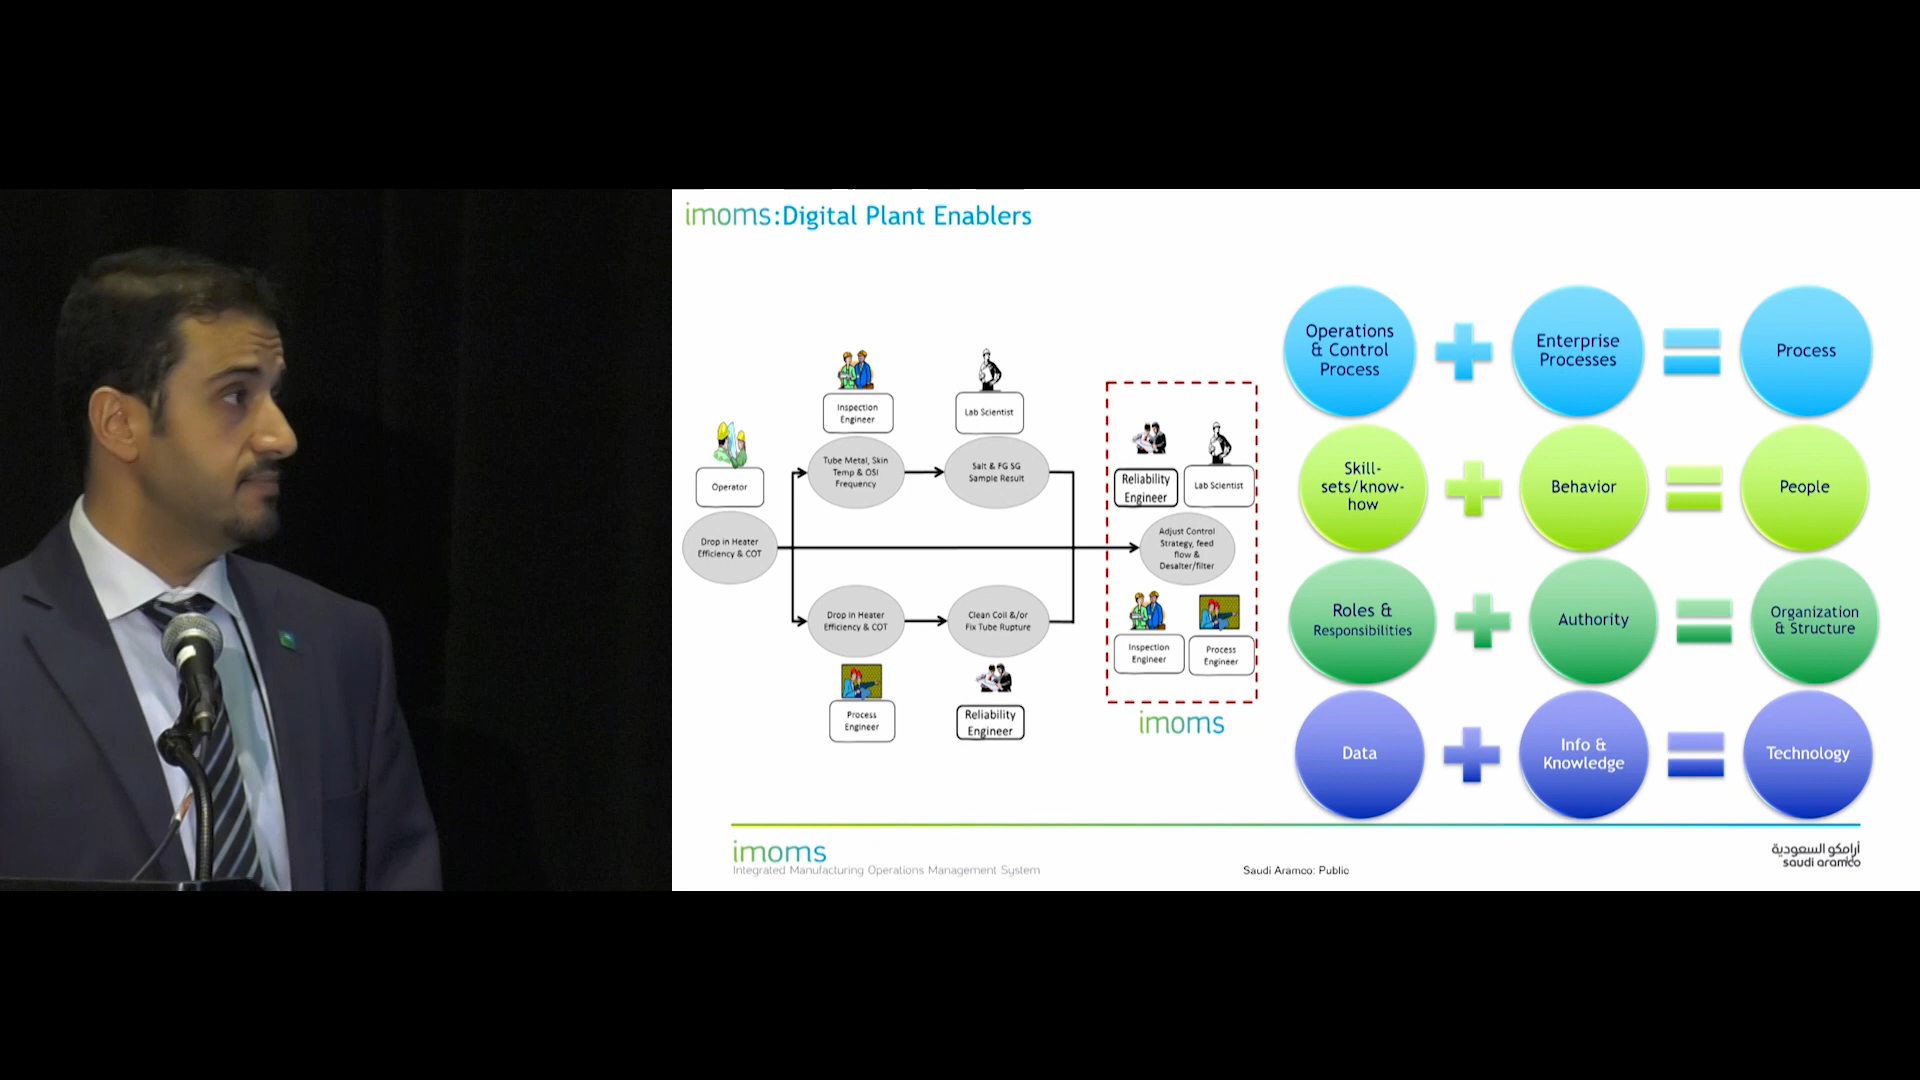 imoms:Digital Plant Enablers
Inspection
Engineer
Lab Scientist
Operator
Tube Metal, Skin
Temp & OSI
Frequency
Salt & FG SG
Sample Result
Drop in Heater
Efficiency & COT
Drop in Heater
Efficiency & COT
Clean Coil &/or
Fix Tube Rupture
Process
Engineer
Reliability
Engineer
Reliability
Engineer
Lab Scientist
Adjust Control
Strategy, feed
flow &
Desalter/filter
Inspection
Engineer
Process
Engineer
imoms
Operations
& Control
Process
Enterprise
Processes
Process
Skill-
sets/know-
how
Behavior
People
Roles &
Responsibilities
Authority
Organization
& Structure
Data
Info &
Knowledge
Technology
imoms
Integrated Manufacturing Operations Management System
Saudi Aramco: Public
أرامكو السعودية
saudi aramco